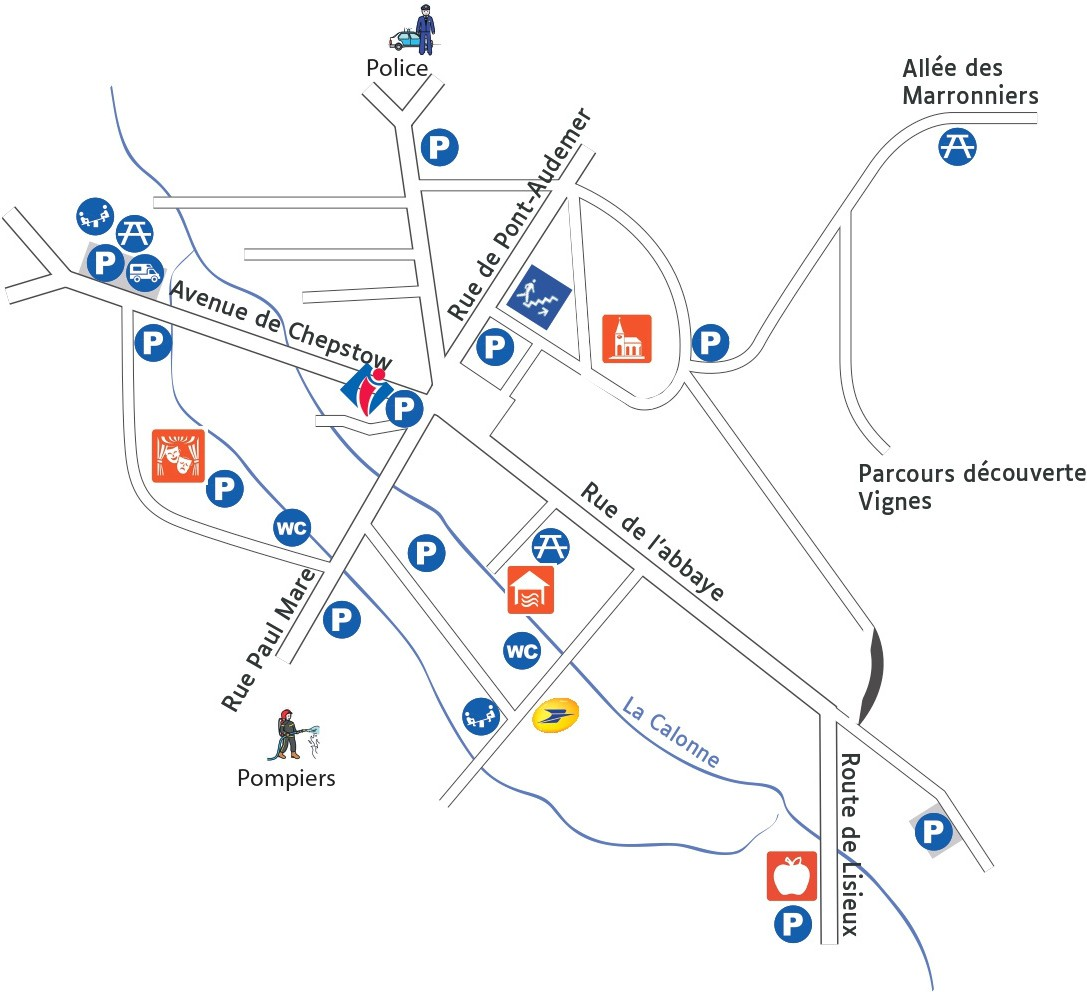 Police
Allée des
Marronniers
P
Rue de Pont-Audemer
P
Avenue de Chepstow
P
P
P
P
Parcours découverte
Vignes
P
Rue de l'abbaye
WC
P
Rue Paul Mare
P
WC
La Calonne
Pompiers
Route de Lisieux
P
P